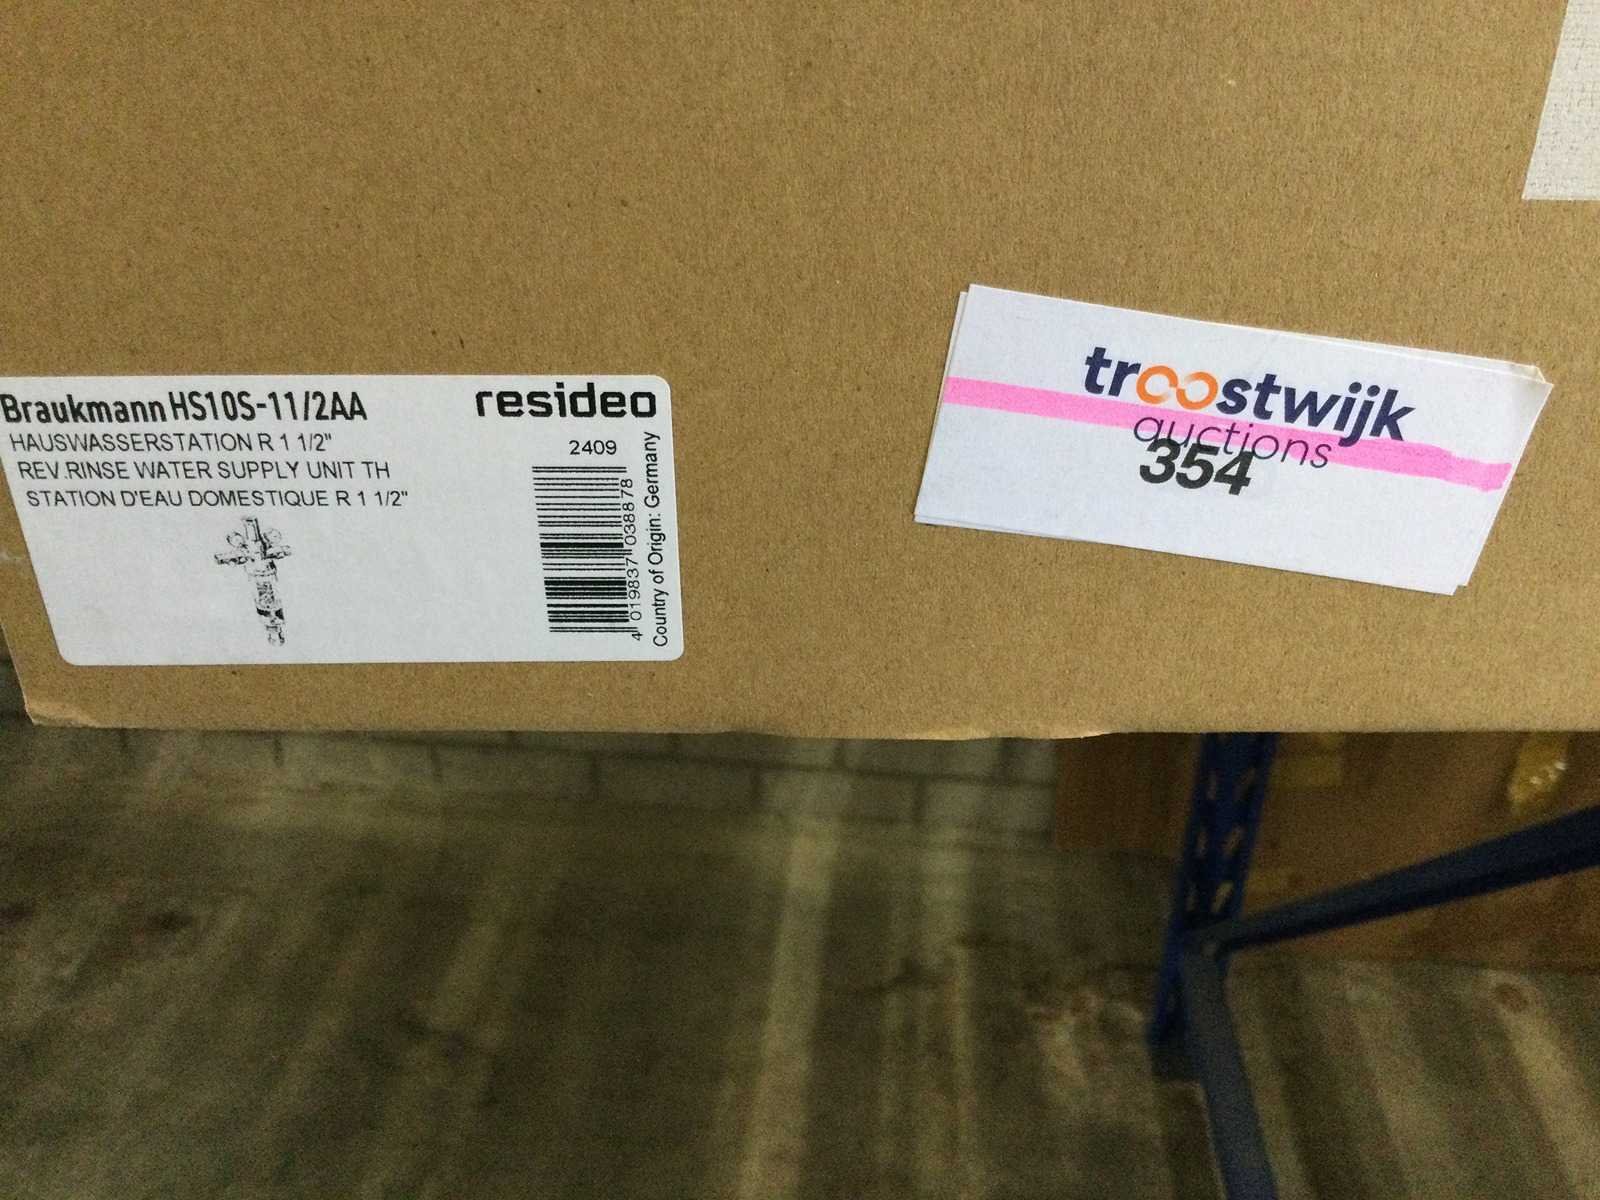 Braukmann HS10S-11/2AA
resideo
HAUSWASSERSTATION R 1 1/2"
REV.RINSE WATER SUPPLY UNIT TH
STATION D'EAU DOMESTIQUE R 1 1/2"
2409
4 019837 038878
Country of Origin: Germany
troostwijk
auctions
354